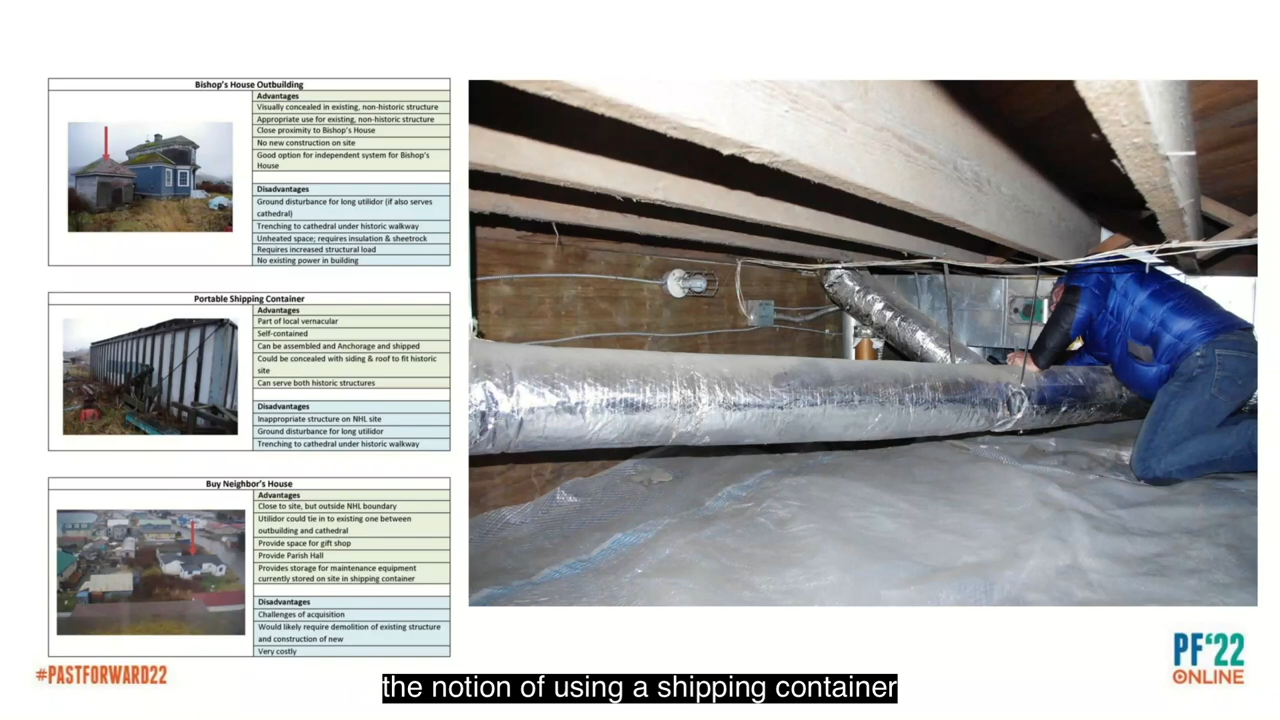 Bishop's House Outbuilding
Advantages
Visually concealed in existing, non-historic structure
Appropriate use for existing, non-historic structure
Close proximity to Bishop's House
No new construction on site
Good option for independent system for Bishop's
House
Disadvantages
Ground disturbance for long utilidor (if also serves
cathedral)
Trenching to cathedral under historic walkway
Unheated space; requires insulation & sheetrock
Requires increased structural load
No existing power in building
Portable Shipping Container
Advantages
Part of local vernacular
Self-contained
Can be assembled and Anchorage and shipped
Could be concealed with siding & roof to fit historic
site
Can serve both historic structures
Disadvantages
Inappropriate structure on NHL site
Ground disturbance for long utilidor
Trenching to cathedral under historic walkway
Buy Neighbor's House
Advantages
Close to site, but outside NHL boundary
Utilidor could tie in to existing one between
outbuilding and cathedral
Provide space for gift shop
Provide Parish Hall
Provides storage for maintenance equipment
currently stored on site in shipping container
Disadvantages
Challenges of acquisition
Would likely require demolition of existing structure
and construction of new
Very costly
#PASTFORWARD22
PF'22
ONLINE
the notion of using a shipping container